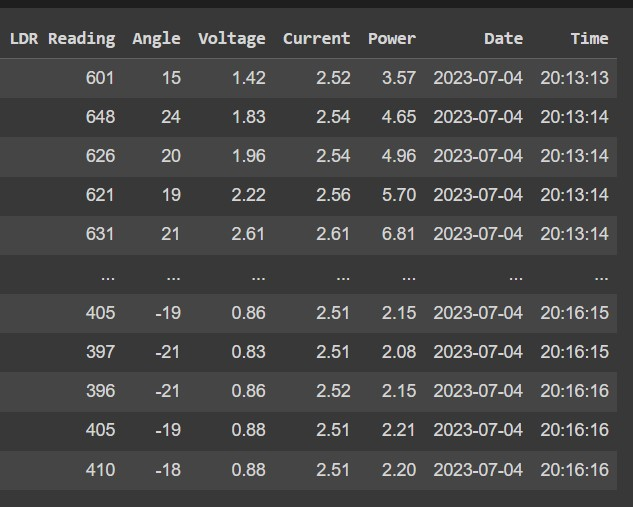 LDR Reading Angle Voltage Current Power Date Time
601 15 1.42 2.52 3.57 2023-07-04 20:13:13
648 24 1.83 2.54 4.65 2023-07-04 20:13:14
626 20 1.96 2.54 4.96 2023-07-04 20:13:14
621 19 2.22 2.56 5.70 2023-07-04 20:13:14
631 21 2.61 2.61 6.81 2023-07-04 20:13:14
... ... ... ... ... ... ...
405 -19 0.86 2.51 2.15 2023-07-04 20:16:15
397 -21 0.83 2.51 2.08 2023-07-04 20:16:15
396 -21 0.86 2.52 2.15 2023-07-04 20:16:16
405 -19 0.88 2.51 2.21 2023-07-04 20:16:16
410 -18 0.88 2.51 2.20 2023-07-04 20:16:16